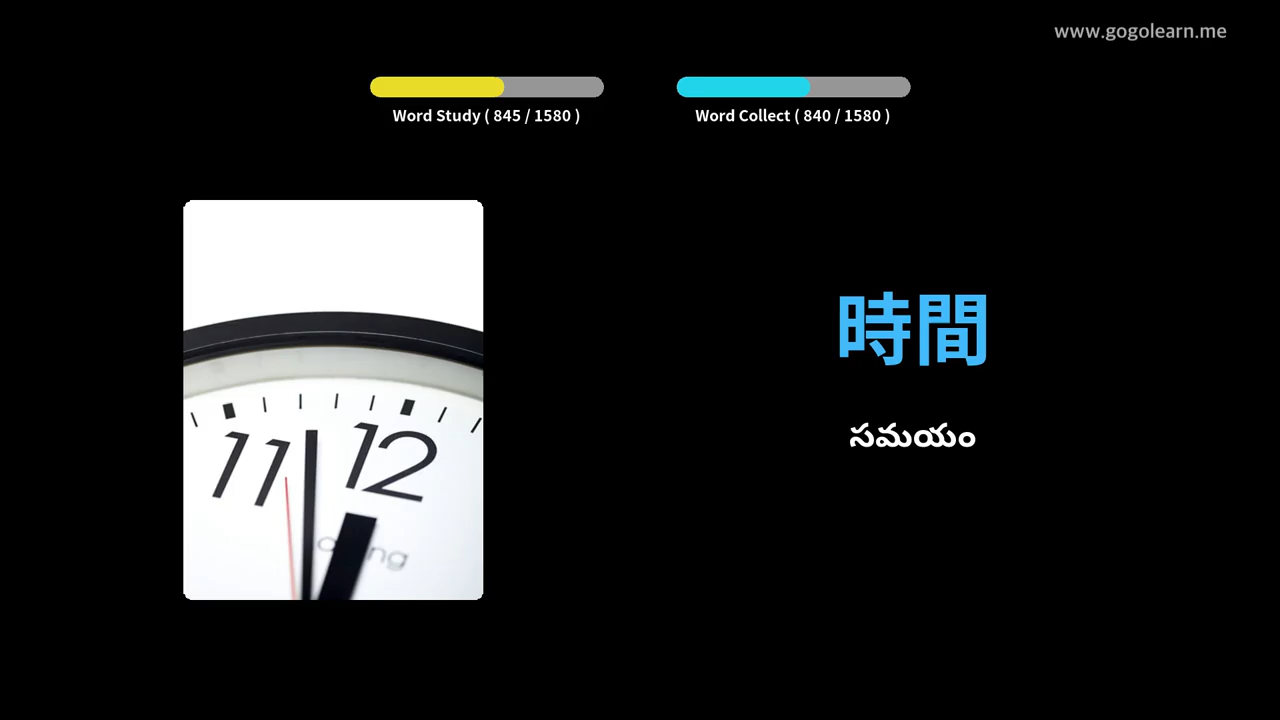 www.gogolearn.me
Word Study ( 845 / 1580 )
Word Collect ( 840 / 1580 )
時間
సమయం
11 12